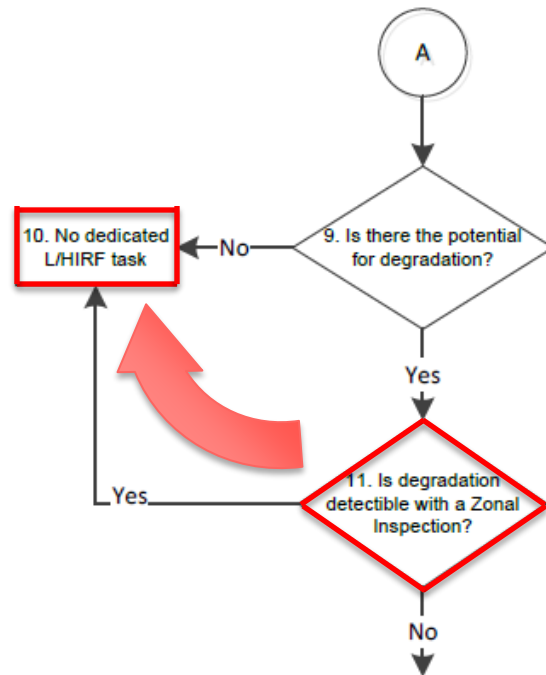 A
9. Is there the potential
for degradation?
No
10. No dedicated
L/HIRF task
Yes
11. Is degradation
detectible with a Zonal
Inspection?
Yes
No